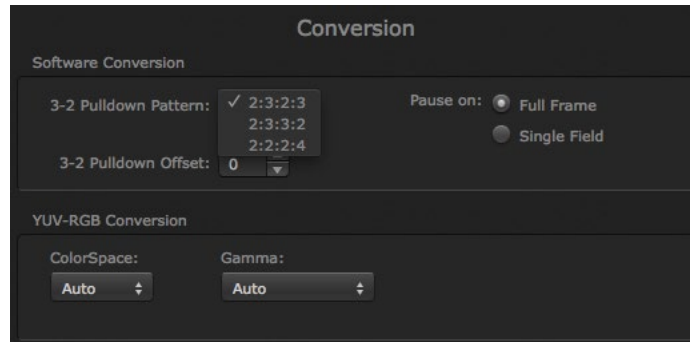 Conversion
Software Conversion
3-2 Pulldown Pattern: ✓ 2:3:2:3
2:3:3:2
2:2:2:4
Pause on: Full Frame
Single Field
3-2 Pulldown Offset: 0
YUV-RGB Conversion
ColorSpace: Gamma:
Auto Auto